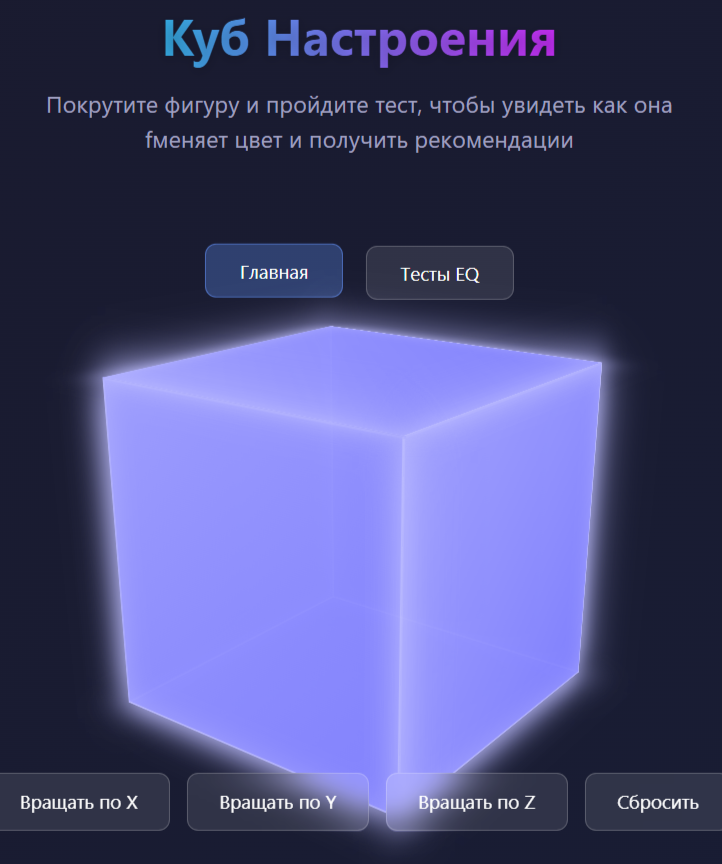 Куб Настроения
Покрутите фигуру и пройдите тест, чтобы увидеть как она
fменяет цвет и получить рекомендации
Главная
Тесты EQ
Вращать по X
Вращать по Y
Вращать по Z
Сбросить